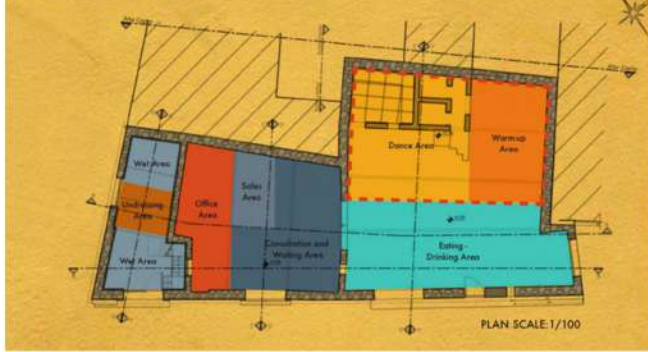 Wet Area
Undressing
Area
Wet Area
Office
Area
Sales
Area
Consultation and
Waiting Area
Dance Area
Warm-up
Area
Eating -
Drinking Area
PLAN SCALE:1/100